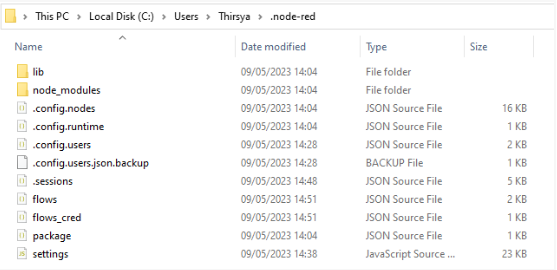 This PC > Local Disk (C:) > Users > Thirsya > .node-red
Name Date modified Type Size
lib 09/05/2023 14:04 File folder
node_modules 09/05/2023 14:04 File folder
.config.nodes 09/05/2023 14:04 JSON Source File 16 KB
.config.runtime 09/05/2023 14:04 JSON Source File 1 KB
.config.users 09/05/2023 14:28 JSON Source File 2 KB
.config.users.json.backup 09/05/2023 14:28 BACKUP File 1 KB
.sessions 09/05/2023 14:48 JSON Source File 5 KB
flows 09/05/2023 14:51 JSON Source File 2 KB
flows_cred 09/05/2023 14:51 JSON Source File 1 KB
package 09/05/2023 14:04 JSON Source File 1 KB
settings 09/05/2023 14:38 JavaScript Source ... 23 KB